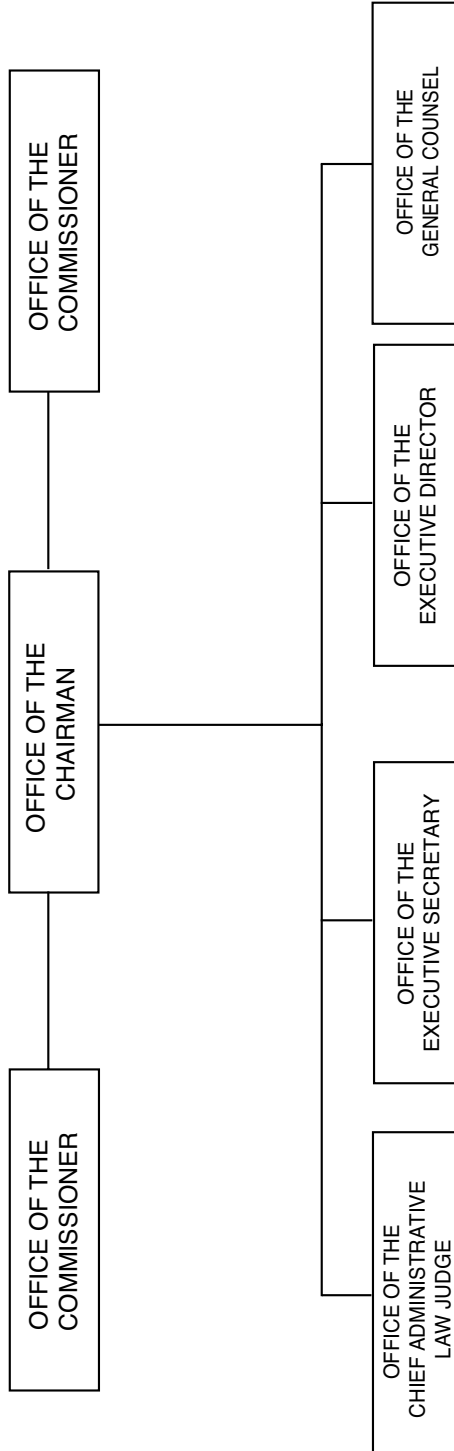 OFFICE OF THE
COMMISSIONER
OFFICE OF THE
CHAIRMAN
OFFICE OF THE
COMMISSIONER
OFFICE OF THE
CHIEF ADMINISTRATIVE
LAW JUDGE
OFFICE OF THE
EXECUTIVE SECRETARY
OFFICE OF THE
EXECUTIVE DIRECTOR
OFFICE OF THE
GENERAL COUNSEL